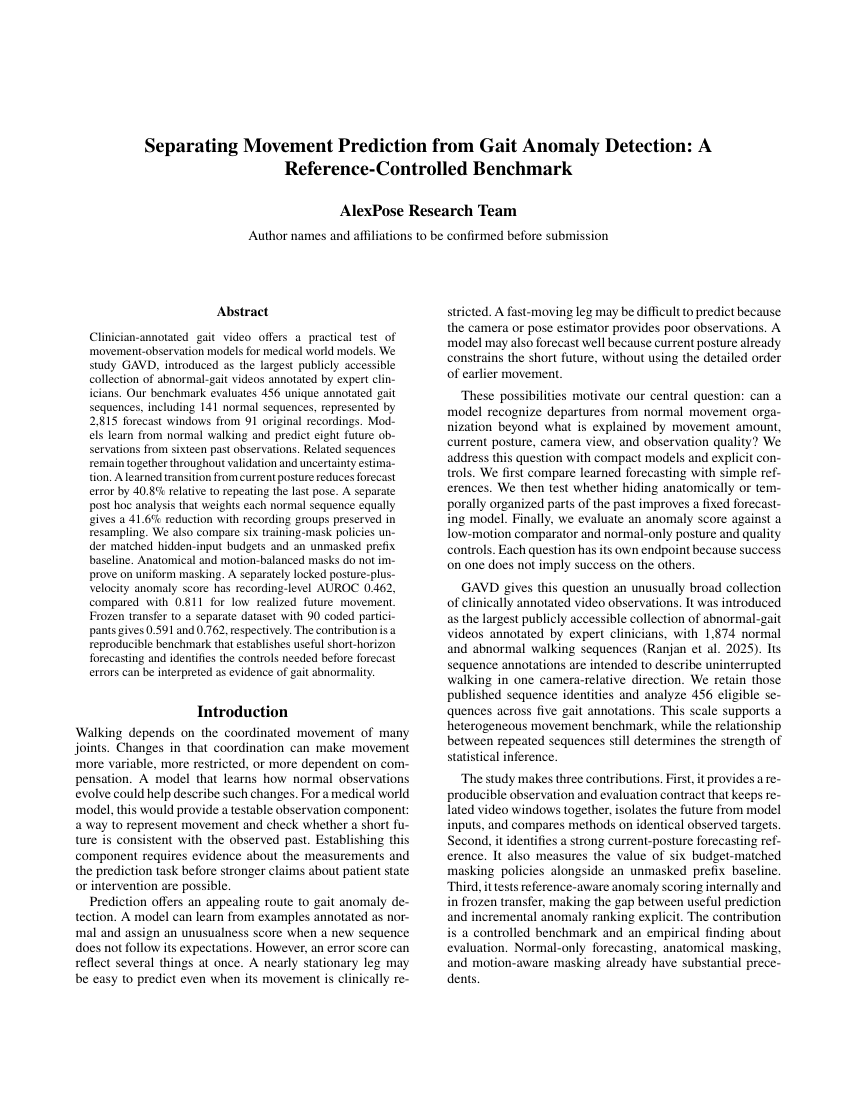 Separating Movement Prediction from Gait Anomaly Detection: A
Reference-Controlled Benchmark
AlexPose Research Team
Author names and affiliations to be confirmed before submission
Abstract
Clinician-annotated gait video offers a practical test of
movement-observation models for medical world models. We
study GAVD, introduced as the largest publicly accessible
collection of abnormal-gait videos annotated by expert clin-
icians. Our benchmark evaluates 456 unique annotated gait
sequences, including 141 normal sequences, represented by
2,815 forecast windows from 91 original recordings. Mod-
els learn from normal walking and predict eight future ob-
servations from sixteen past observations. Related sequences
remain together throughout validation and uncertainty estima-
tion. A learned transition from current posture reduces forecast
error by 40.8% relative to repeating the last pose. A separate
post hoc analysis that weights each normal sequence equally
gives a 41.6% reduction with recording groups preserved in
resampling. We also compare six training-mask policies un-
der matched hidden-input budgets and an unmasked prefix
baseline. Anatomical and motion-balanced masks do not im-
prove on uniform masking. A separately locked posture-plus-
velocity anomaly score has recording-level AUROC 0.462,
compared with 0.811 for low realized future movement.
Frozen transfer to a separate dataset with 90 coded partici-
pants gives 0.591 and 0.762, respectively. The contribution is a
reproducible benchmark that establishes useful short-horizon
forecasting and identifies the controls needed before forecast
errors can be interpreted as evidence of gait abnormality.
Introduction
Walking depends on the coordinated movement of many
joints. Changes in that coordination can make movement
more variable, more restricted, or more dependent on com-
pensation. A model that learns how normal observations
evolve could help describe such changes. For a medical world
model, this would provide a testable observation component:
a way to represent movement and check whether a short fu-
ture is consistent with the observed past. Establishing this
component requires evidence about the measurements and
the prediction task before stronger claims about patient state
or intervention are possible.
Prediction offers an appealing route to gait anomaly de-
tection. A model can learn from examples annotated as nor-
mal and assign an unusualness score when a new sequence
does not follow its expectations. However, an error score can
reflect several things at once. A nearly stationary leg may
be easy to predict even when its movement is clinically re-
stricted. A fast-moving leg may be difficult to predict because
the camera or pose estimator provides poor observations. A
model may also forecast well because current posture already
constrains the short future, without using the detailed order
of earlier movement.
These possibilities motivate our central question: can a
model recognize departures from normal movement orga-
nization beyond what is explained by movement amount,
current posture, camera view, and observation quality? We
address this question with compact models and explicit con-
trols. We first compare learned forecasting with simple ref-
erences. We then test whether hiding anatomically or tem-
porally organized parts of the past improves a fixed forecast-
ing model. Finally, we evaluate an anomaly score against a
low-motion comparator and normal-only posture and quality
controls. Each question has its own endpoint because success
on one does not imply success on the others.
GAVD gives this question an unusually broad collection
of clinically annotated video observations. It was introduced
as the largest publicly accessible collection of abnormal-gait
videos annotated by expert clinicians, with 1,874 normal
and abnormal walking sequences (Ranjan et al. 2025). Its
sequence annotations are intended to describe uninterrupted
walking in one camera-relative direction. We retain those
published sequence identities and analyze 456 eligible se-
quences across five gait annotations. This scale supports a
heterogeneous movement benchmark, while the relationship
between repeated sequences still determines the strength of
statistical inference.
The study makes three contributions. First, it provides a re-
producible observation and evaluation contract that keeps re-
lated video windows together, isolates the future from model
inputs, and compares methods on identical observed targets.
Second, it identifies a strong current-posture forecasting ref-
erence. It also measures the value of six budget-matched
masking policies alongside an unmasked prefix baseline.
Third, it tests reference-aware anomaly scoring internally and
in frozen transfer, making the gap between useful prediction
and incremental anomaly ranking explicit. The contribution
is a controlled benchmark and an empirical finding about
evaluation. Normal-only forecasting, anatomical masking,
and motion-aware masking already have substantial prece-
dents.